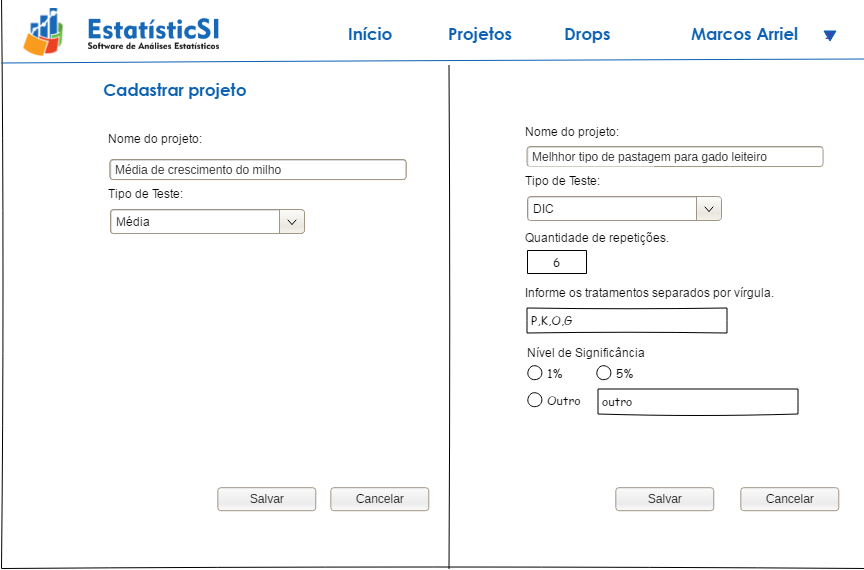 EstatísticSI
Software de Análises Estatísticos
Início
Projetos
Drops
Marcos Arriel
Cadastrar projeto
Nome do projeto:
Média de crescimento do milho
Tipo de Teste:
Média
Salvar
Cancelar
Nome do projeto:
Melhhor tipo de pastagem para gado leiteiro
Tipo de Teste:
DIC
Quantidade de repetições.
6
Informe os tratamentos separados por vírgula.
P,K,O,G
Nível de Significância
1% 5%
Outro outro
Salvar
Cancelar